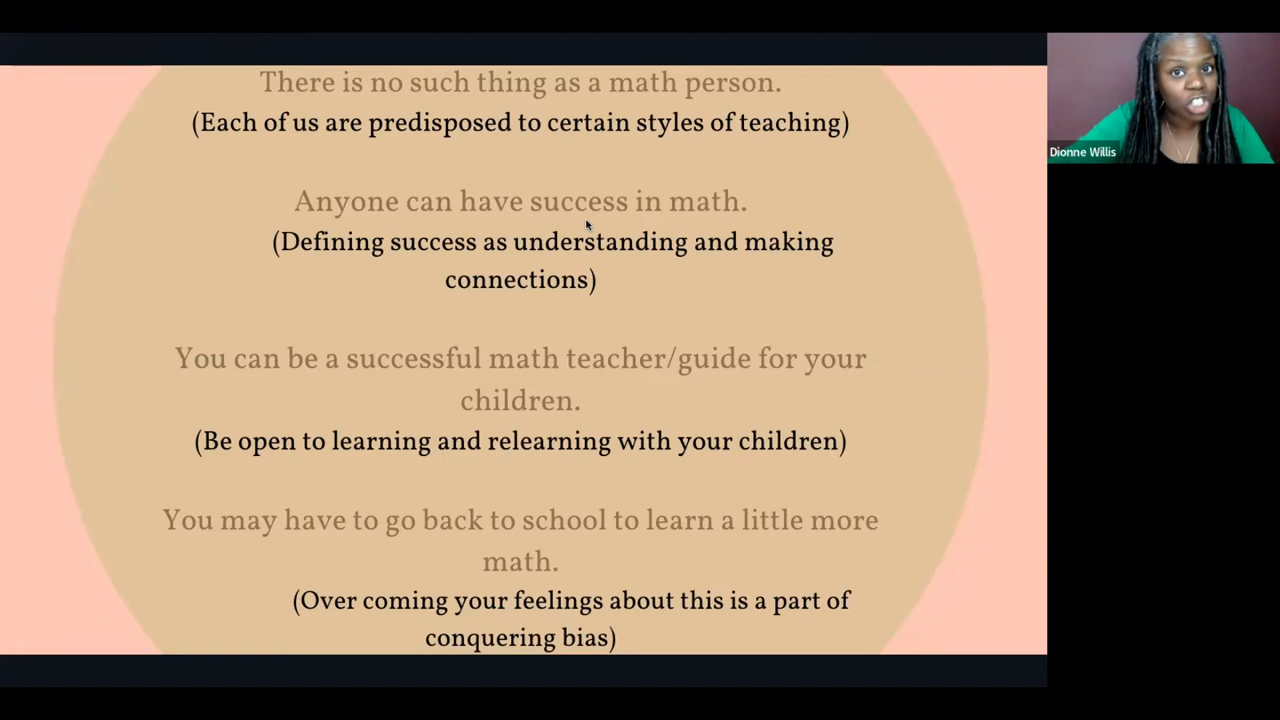 There is no such thing as a math person.
(Each of us are predisposed to certain styles of teaching)
Anyone can have success in math.
(Defining success as understanding and making
connections)
You can be a successful math teacher/guide for your
children.
(Be open to learning and relearning with your children)
You may have to go back to school to learn a little more
math.
(Over coming your feelings about this is a part of
conquering bias)
Dionne Willis